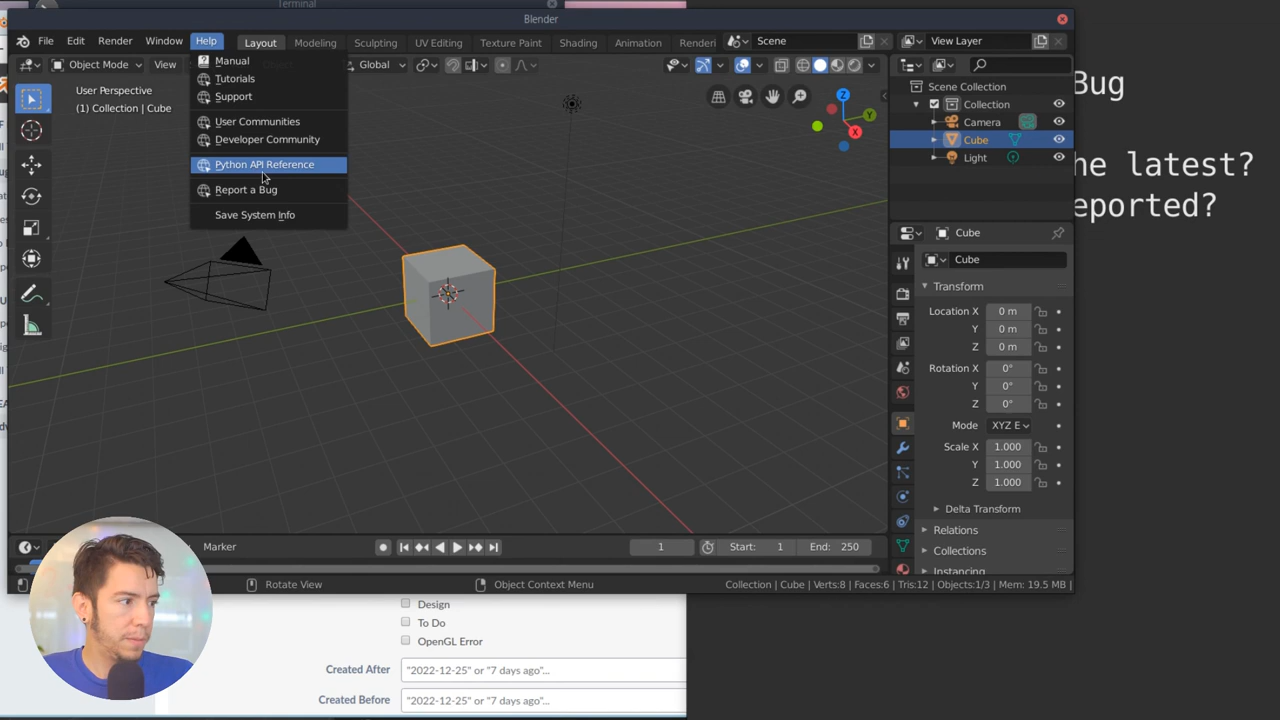 Terminal
Blender
File Edit Render Window Help Layout Modeling Sculpting UV Editing Texture Paint Shading Animation Renderi Scene View Layer
Object Mode View Global
Manual
Tutorials
Support
User Communities
Developer Community
Python API Reference
Report a Bug
Save System Info
User Perspective
(1) Collection | Cube
Z
Y
X
Scene Collection
Collection
Camera
Cube
Light
Cube
Cube
Transform
Location X 0 m
Y 0 m
Z 0 m
Rotation X 0°
Y 0°
Z 0°
Mode XYZ E
Scale X 1.000
Y 1.000
Z 1.000
Delta Transform
Relations
Collections
Instancing
Marker 1 Start: 1 End: 250
Rotate View Object Context Menu Collection | Cube | Verts:8 | Faces:6 | Tris:12 | Objects:1/3 | Mem: 19.5 MB |
Bug
he latest?
eported?
Design
To Do
OpenGL Error
Created After "2022-12-25" or "7 days ago"...
Created Before "2022-12-25" or "7 days ago"...